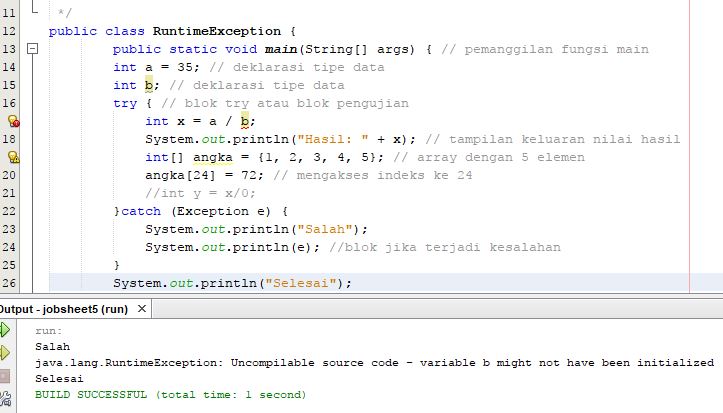 11 */
12 public class RuntimeException {
13 public static void main(String[] args) { // pemanggilan fungsi main
14 int a = 35; // deklarasi tipe data
15 int b; // deklarasi tipe data
16 try { // blok try atau blok pengujian
int x = a / b;
18 System.out.println("Hasil: " + x); // tampilan keluaran nilai hasil
int[] angka = {1, 2, 3, 4, 5}; // array dengan 5 elemen
20 angka[24] = 72; // mengakses indeks ke 24
21 //int y = x/0;
22 }catch (Exception e) {
23 System.out.println("Salah");
24 System.out.println(e); //blok jika terjadi kesalahan
25 }
26 System.out.println("Selesai");
Output - jobsheet5 (run) ×
run:
Salah
java.lang.RuntimeException: Uncompilable source code - variable b might not have been initialized
Selesai
BUILD SUCCESSFUL (total time: 1 second)